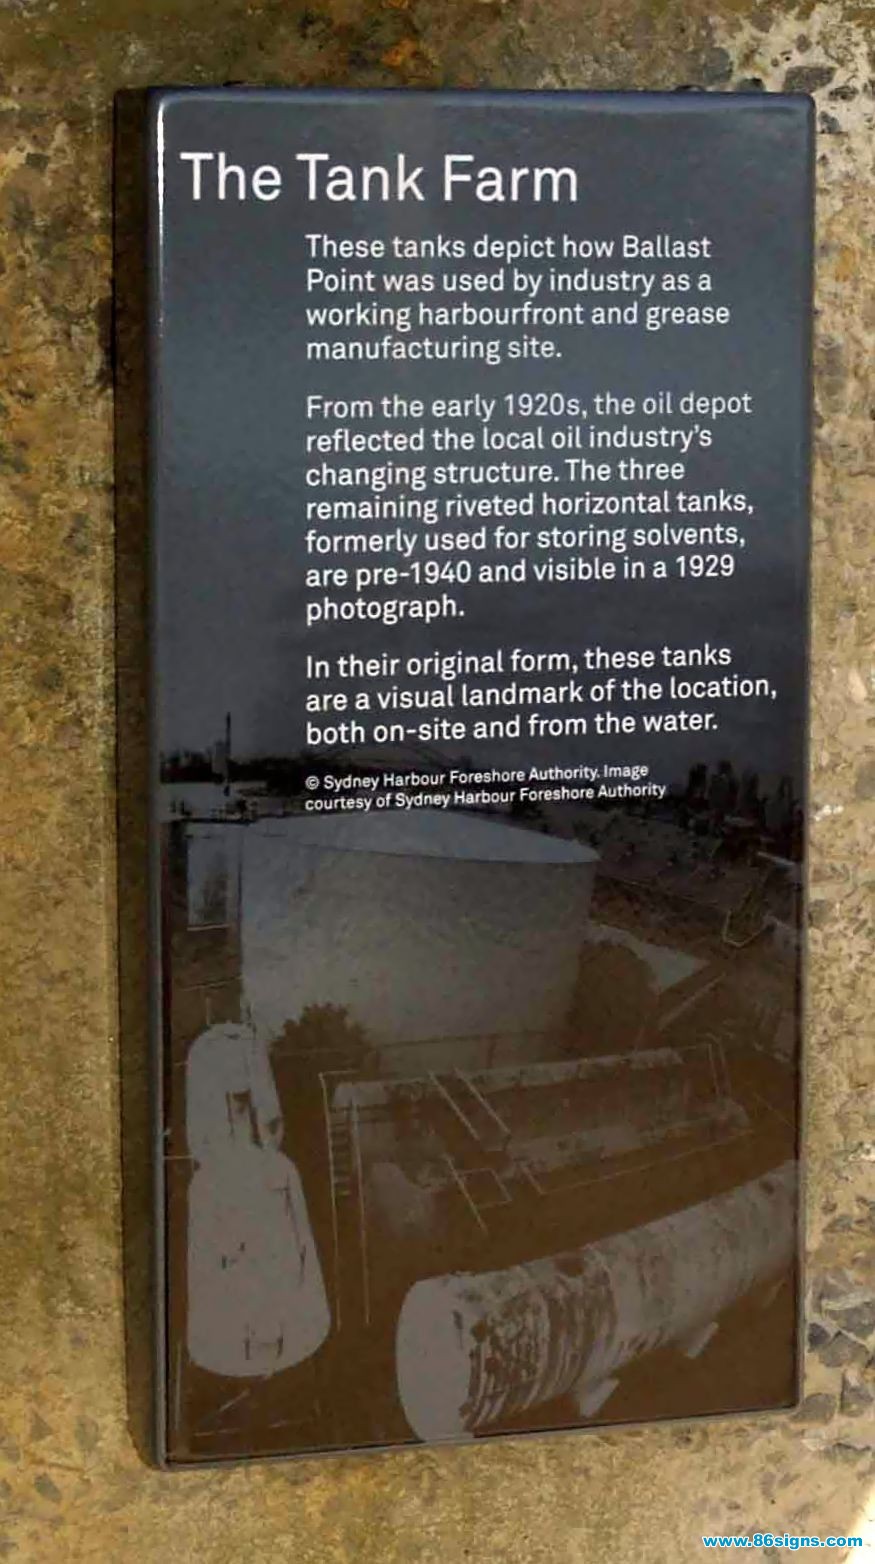 The Tank Farm
These tanks depict how Ballast
Point was used by industry as a
working harbourfront and grease
manufacturing site.
From the early 1920s, the oil depot
reflected the local oil industry's
changing structure. The three
remaining riveted horizontal tanks,
formerly used for storing solvents,
are pre-1940 and visible in a 1929
photograph.
In their original form, these tanks
are a visual landmark of the location,
both on-site and from the water.
© Sydney Harbour Foreshore Authority. Image
courtesy of Sydney Harbour Foreshore Authority
www.86signs.com